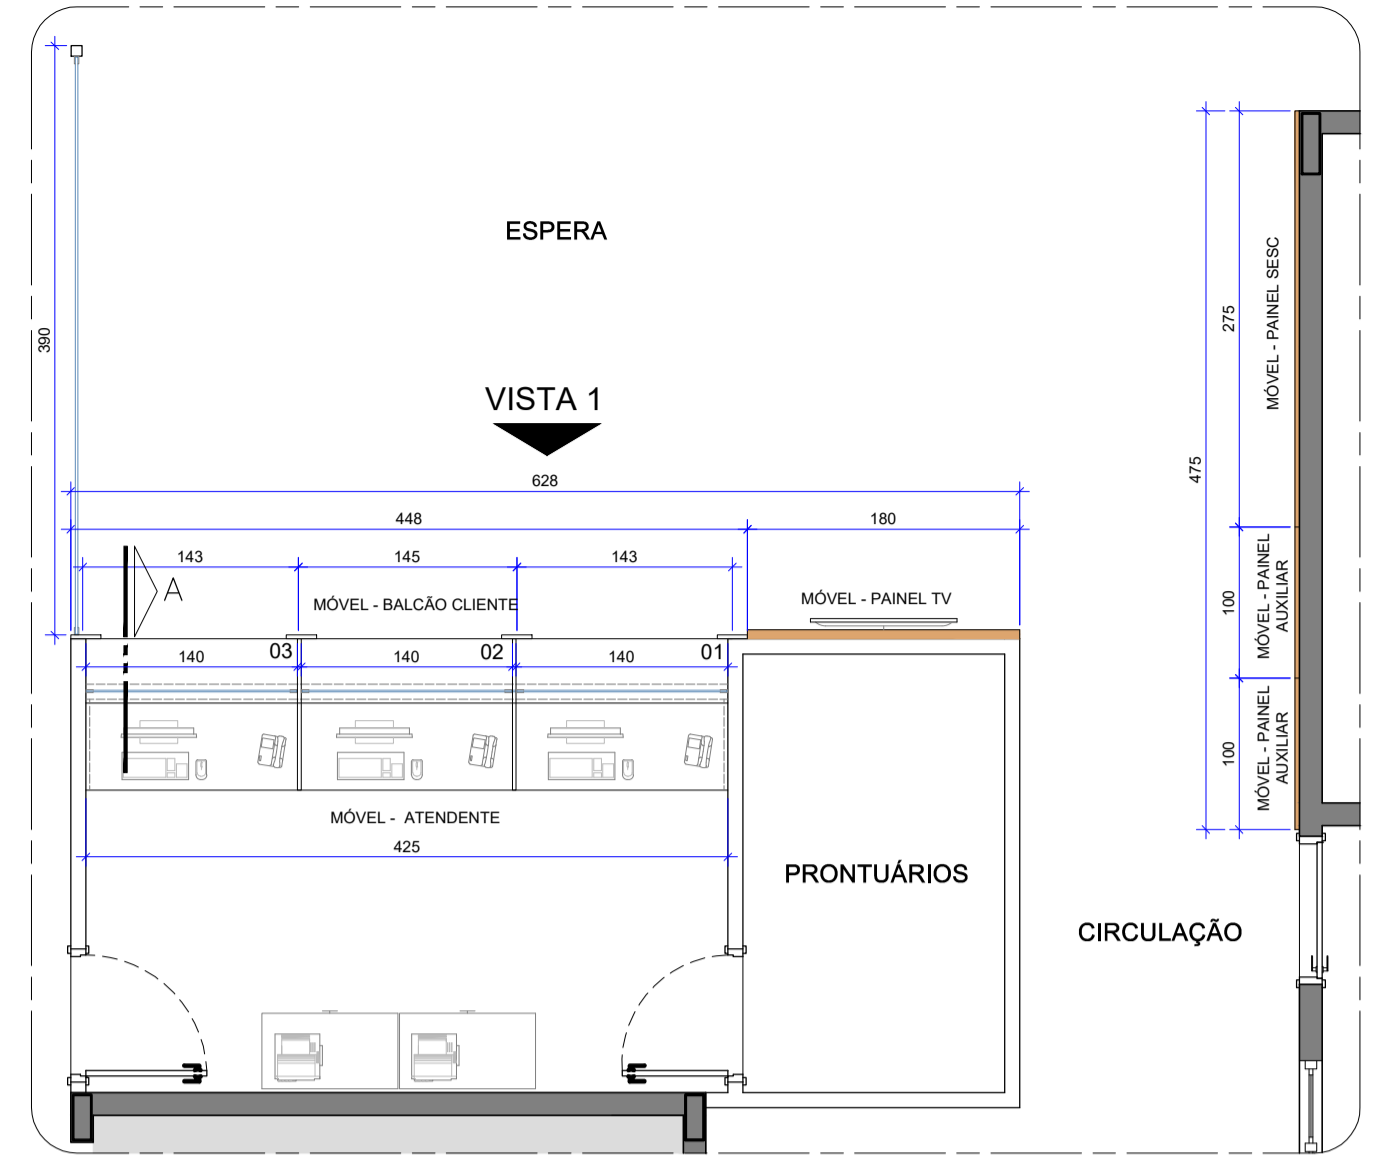 ESPERA
390
VISTA 1
628
448
180
143
145
143
A
MÓVEL - BALCÃO CLIENTE
MÓVEL - PAINEL TV
140
03
140
02
140
01
MÓVEL - ATENDENTE
425
PRONTUÁRIOS
CIRCULAÇÃO
475
275
MÓVEL - PAINEL SESC
100
MÓVEL - PAINEL
AUXILIAR
100
MÓVEL - PAINEL
AUXILIAR